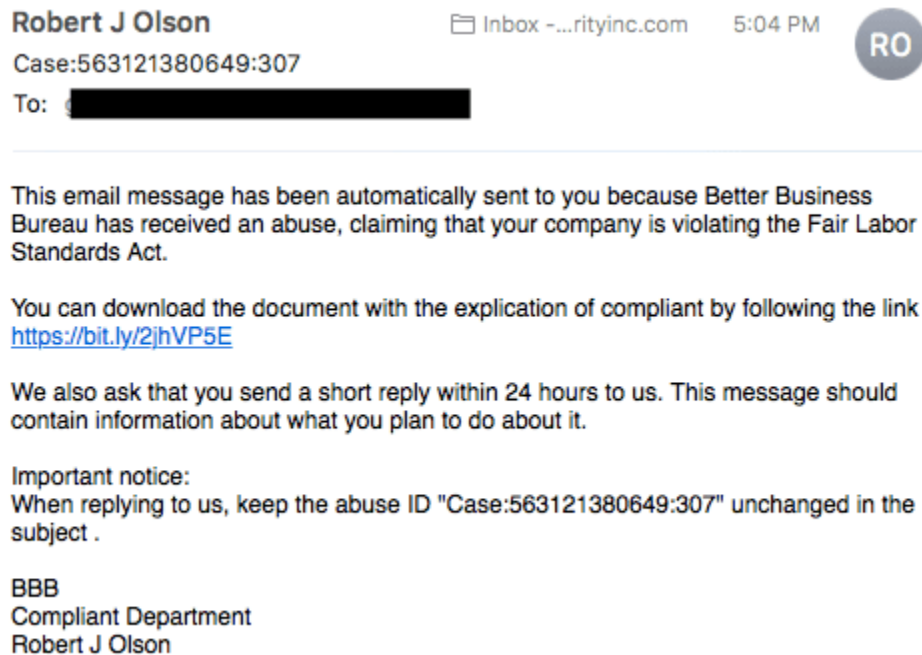 Robert J Olson
Inbox -...rityinc.com
5:04 PM
RO
Case:563121380649:307
To:
This email message has been automatically sent to you because Better Business
Bureau has received an abuse, claiming that your company is violating the Fair Labor
Standards Act.
You can download the document with the explication of compliant by following the link
https://bit.ly/2jhVP5E
We also ask that you send a short reply within 24 hours to us. This message should
contain information about what you plan to do about it.
Important notice:
When replying to us, keep the abuse ID "Case:563121380649:307" unchanged in the
subject .
BBB
Compliant Department
Robert J Olson